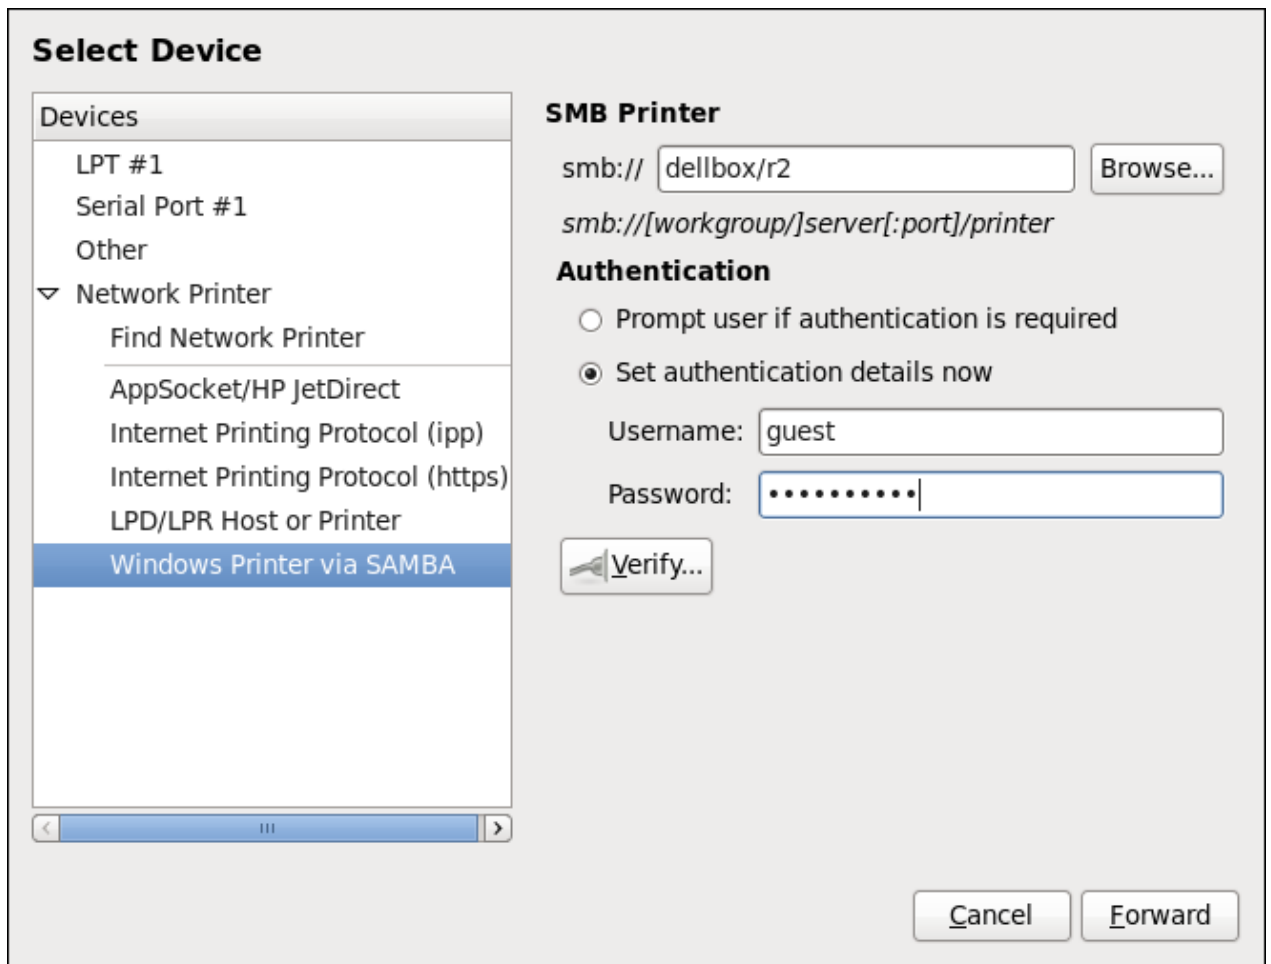 Select Device
Devices
LPT #1
Serial Port #1
Other
Network Printer
Find Network Printer
AppSocket/HP JetDirect
Internet Printing Protocol (ipp)
Internet Printing Protocol (https)
LPD/LPR Host or Printer
Windows Printer via SAMBA
SMB Printer
smb:// dellbox/r2 Browse...
smb://[workgroup/]server[:port]/printer
Authentication
Prompt user if authentication is required
Set authentication details now
Username: guest
Password: ••••••••••
Verify...
Cancel Forward